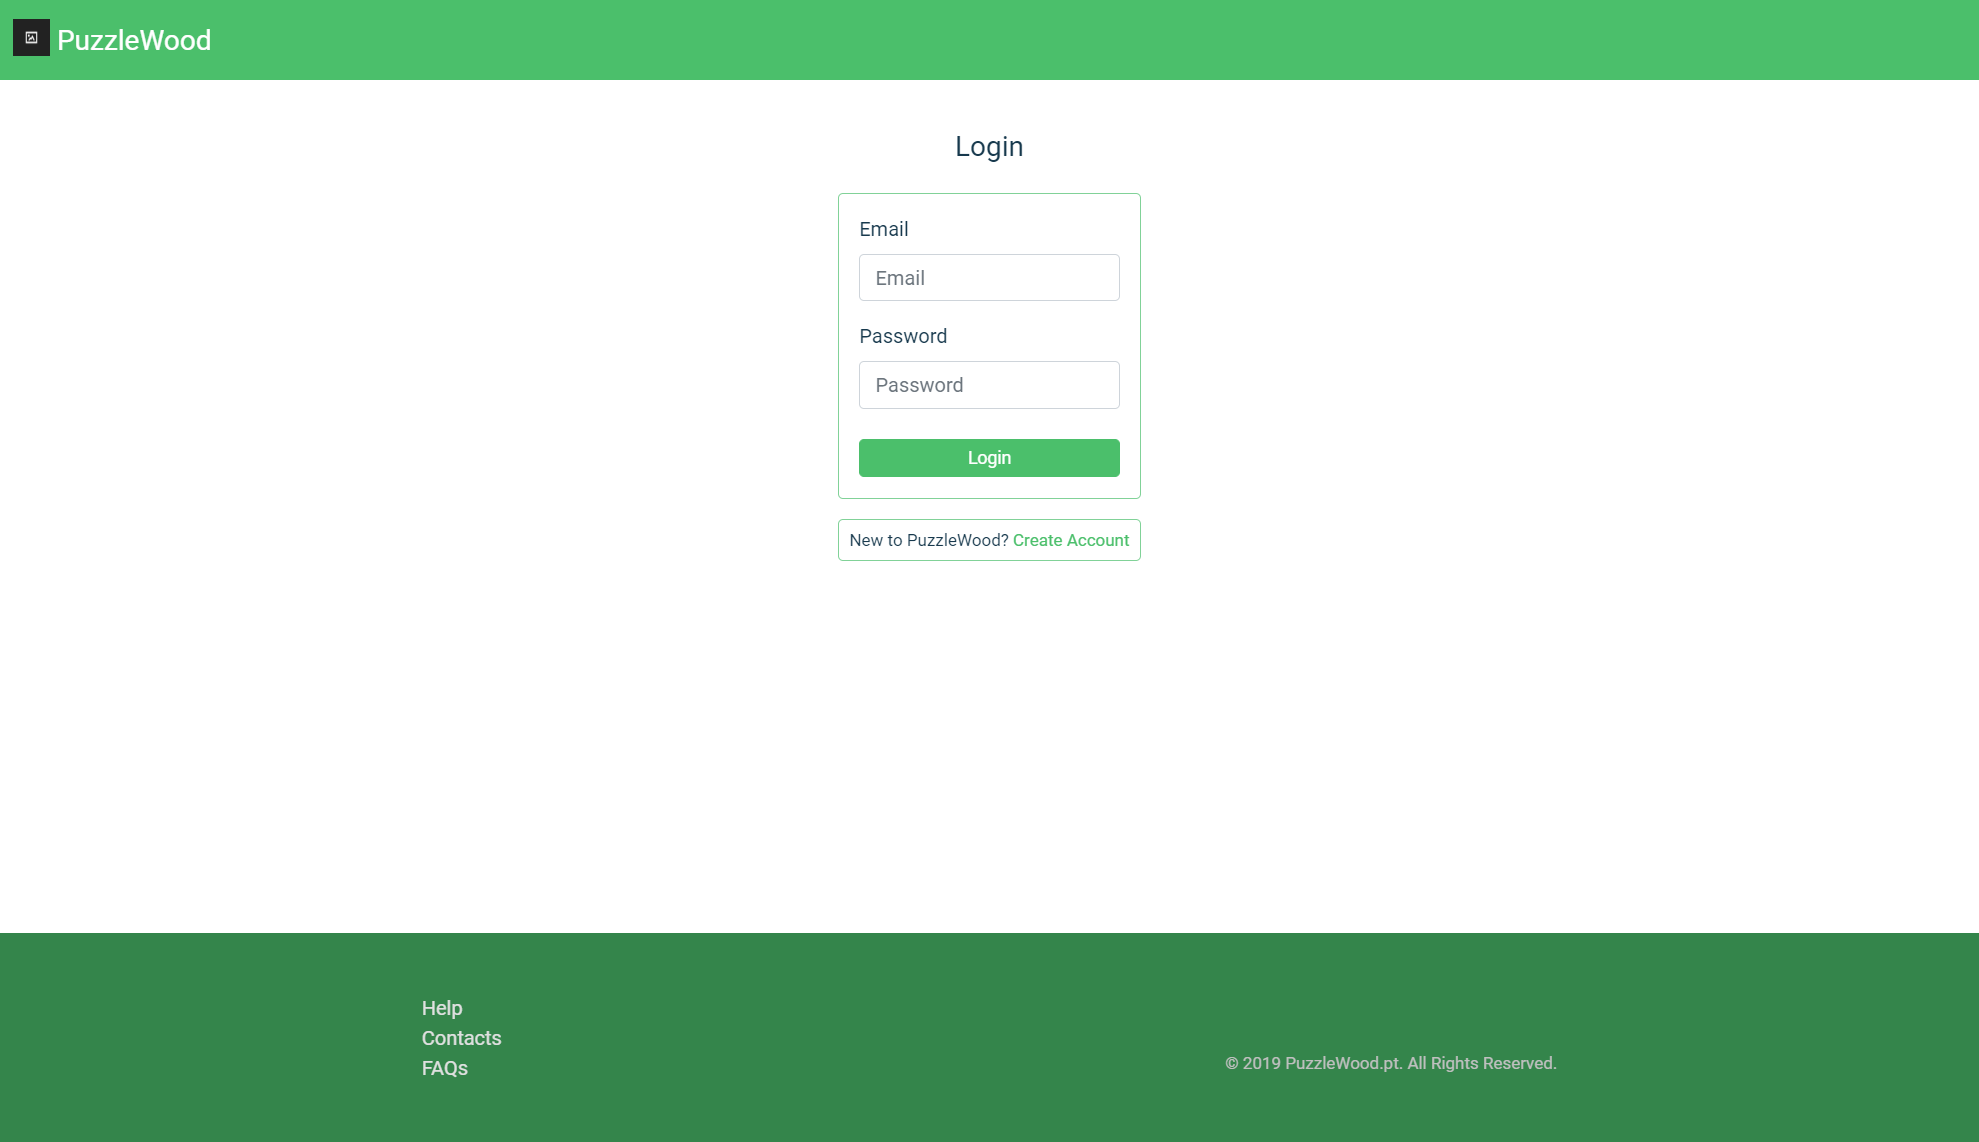 PuzzleWood
Login
Email
Email
Password
Password
Login
New to PuzzleWood? Create Account
Help
Contacts
FAQs
© 2019 PuzzleWood.pt. All Rights Reserved.